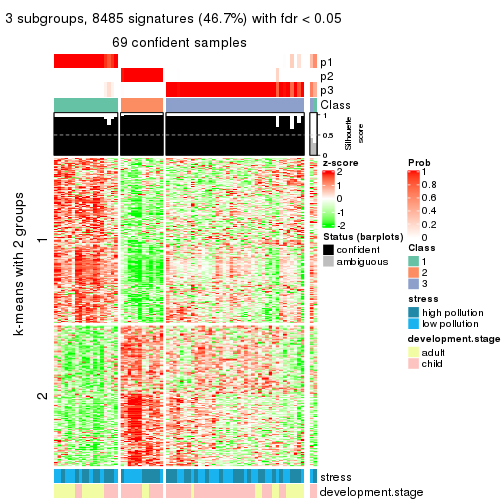 3 subgroups, 8485 signatures (46.7%) with fdr < 0.05
69 confident samples
p1
p2
p3
Class
1
0.5
0
Silhouette
score
k-means with 2 groups
1
2
z-score
2
1
0
-1
-2
Status (barplots)
confident
ambiguous
Prob
1
0.8
0.6
0.4
0.2
0
Class
1
2
3
stress
high pollution
low pollution
development.stage
adult
child
stress
development.stage